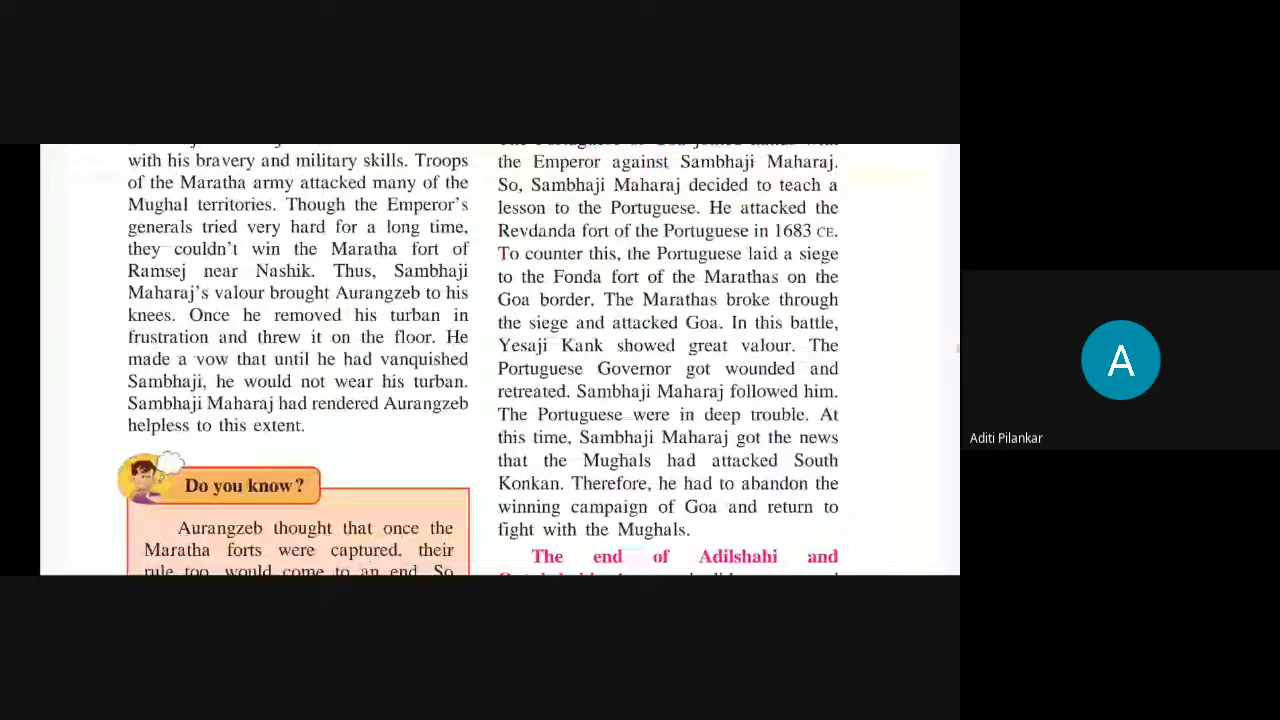 with his bravery and military skills. Troops
of the Maratha army attacked many of the
Mughal territories. Though the Emperor's
generals tried very hard for a long time,
they couldn't win the Maratha fort of
Ramsej near Nashik. Thus, Sambhaji
Maharaj's valour brought Aurangzeb to his
knees. Once he removed his turban in
frustration and threw it on the floor. He
made a vow that until he had vanquished
Sambhaji, he would not wear his turban.
Sambhaji Maharaj had rendered Aurangzeb
helpless to this extent.
Do you know?
Aurangzeb thought that once the
Maratha forts were captured, their
rule too, would come to an end. So
the Emperor against Sambhaji Maharaj.
So, Sambhaji Maharaj decided to teach a
lesson to the Portuguese. He attacked the
Revdanda fort of the Portuguese in 1683 CE.
To counter this, the Portuguese laid a siege
to the Fonda fort of the Marathas on the
Goa border. The Marathas broke through
the siege and attacked Goa. In this battle,
Yesaji Kank showed great valour. The
Portuguese Governor got wounded and
retreated. Sambhaji Maharaj followed him.
The Portuguese were in deep trouble. At
this time, Sambhaji Maharaj got the news
that the Mughals had attacked South
Konkan. Therefore, he had to abandon the
winning campaign of Goa and return to
fight with the Mughals.
The end of Adilshahi and
A
Aditi Pilankar